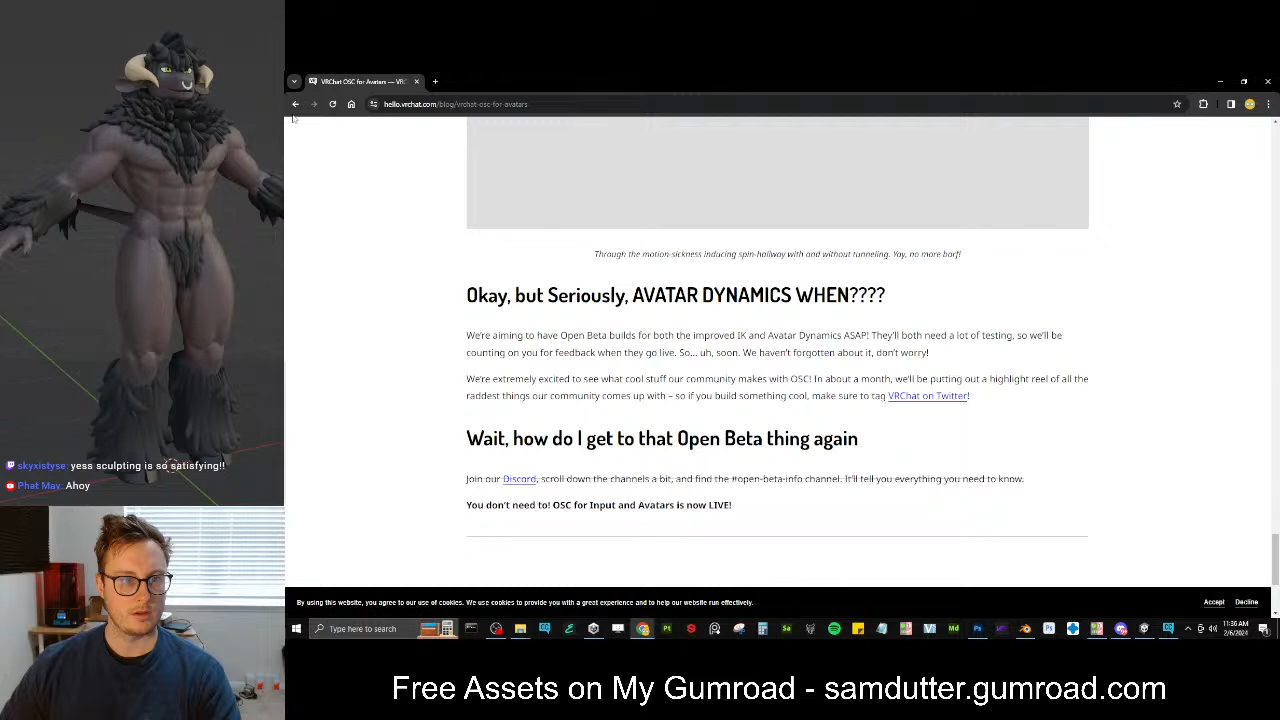 VRChat OSC for Avatars — VRC
hello.vrchat.com/blog/vrchat-osc-for-avatars
Through the motion-sickness inducing spin-hallway with and without tunneling. Yay, no more barf!
Okay, but Seriously, AVATAR DYNAMICS WHEN????
We're aiming to have Open Beta builds for both the improved IK and Avatar Dynamics ASAP! They'll both need a lot of testing, so we'll be
counting on you for feedback when they go live. So... uh, soon. We haven't forgotten about it, don't worry!
We're extremely excited to see what cool stuff our community makes with OSC! In about a month, we'll be putting out a highlight reel of all the
raddest things our community comes up with – so if you build something cool, make sure to tag VRChat on Twitter!
Wait, how do I get to that Open Beta thing again
Join our Discord, scroll down the channels a bit, and find the #open-beta-info channel. It'll tell you everything you need to know.
You don't need to! OSC for Input and Avatars is now LIVE!
skyxistyse: yess sculpting is so satisfying!!
Phat May: Ahoy
By using this website, you agree to our use of cookies. We use cookies to provide you with a great experience and to help our website run effectively.
Accept
Decline
Type here to search
11:36 AM
2/6/2024
Free Assets on My Gumroad - samdutter.gumroad.com